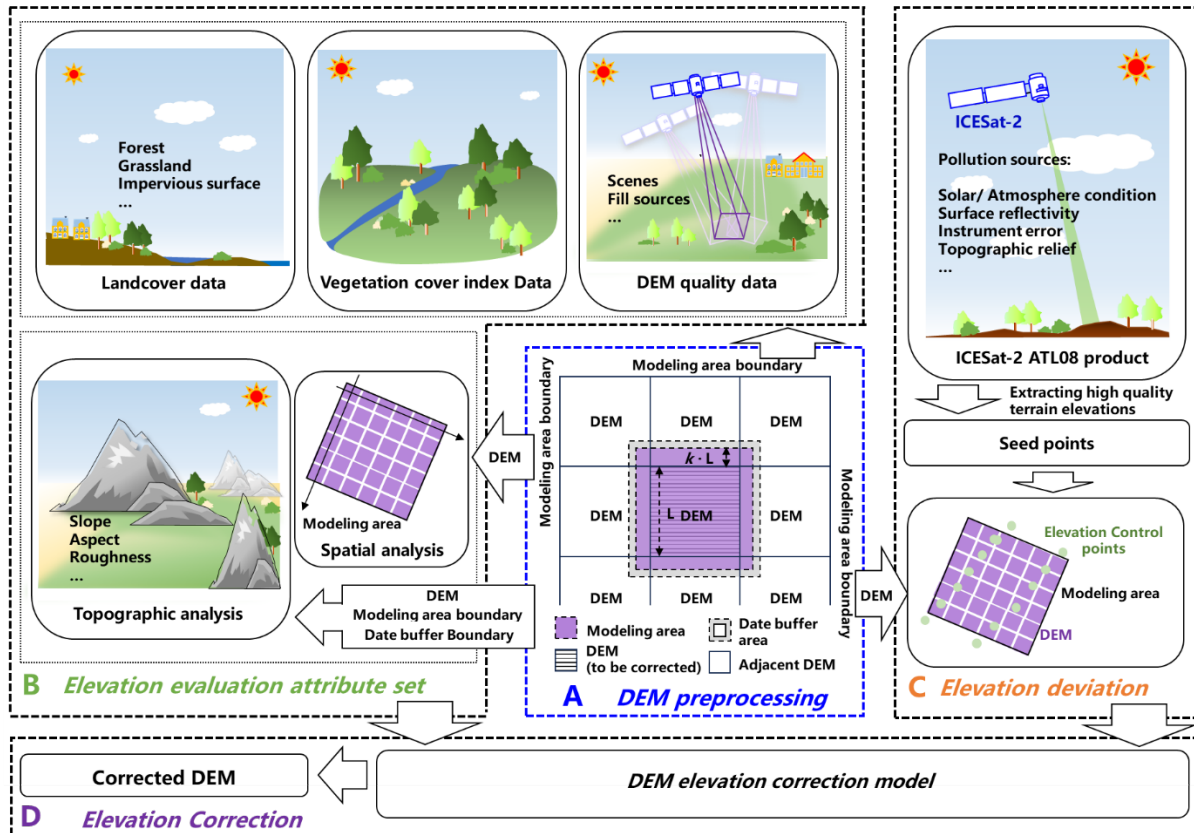 Forest
Grassland
Impervious surface
...
Landcover data
Vegetation cover index Data
Scenes
Fill sources
...
DEM quality data
ICESat-2
Pollution sources:
Solar/ Atmosphere condition
Surface reflectivity
Instrument error
Topographic relief
...
ICESat-2 ATL08 product
Extracting high quality
terrain elevations
Seed points
Elevation Control
points
Modeling area
DEM
DEM
C Elevation deviation
Slope
Aspect
Roughness
...
Topographic analysis
Modeling area
Spatial analysis
DEM
DEM
Modeling area boundary
Date buffer Boundary
B Elevation evaluation attribute set
Modeling area boundary
Modeling area boundary
Modeling area boundary
DEM DEM DEM
k · L
L
DEM DEM DEM
DEM DEM DEM
Modeling area
Date buffer
area
DEM
(to be corrected)
Adjacent DEM
A DEM preprocessing
Corrected DEM
DEM elevation correction model
D Elevation Correction